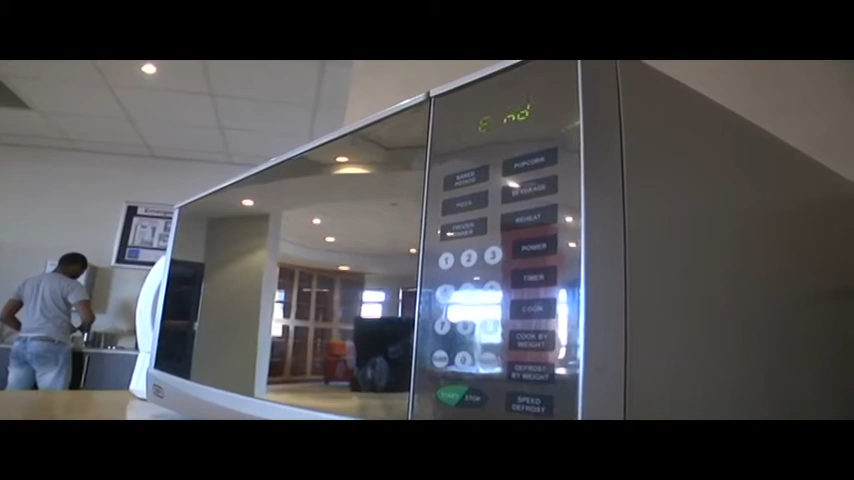 End
BAKED
POTATO
POPCORN
PIZZA
BEVERAGE
FROZEN
DINNER
REHEAT
1 2 3
POWER
TIMER
COOK
COOK BY
WEIGHT
DEFROST
BY WEIGHT
START STOP
SPEED
DEFROST